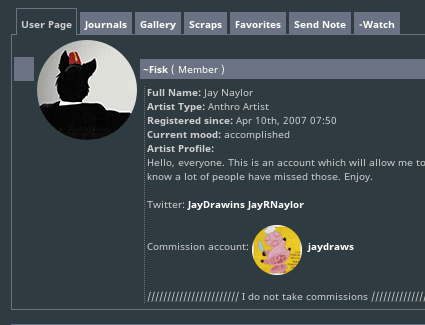 User Page Journals Gallery Scraps Favorites Send Note -Watch
~Fisk ( Member )
Full Name: Jay Naylor
Artist Type: Anthro Artist
Registered since: Apr 10th, 2007 07:50
Current mood: accomplished
Artist Profile:
Hello, everyone. This is an account which will allow me to
know a lot of people have missed those. Enjoy.
Twitter: JayDrawins JayRNaylor
Commission account: jaydraws
/////////////////////// I do not take commissions //////////////